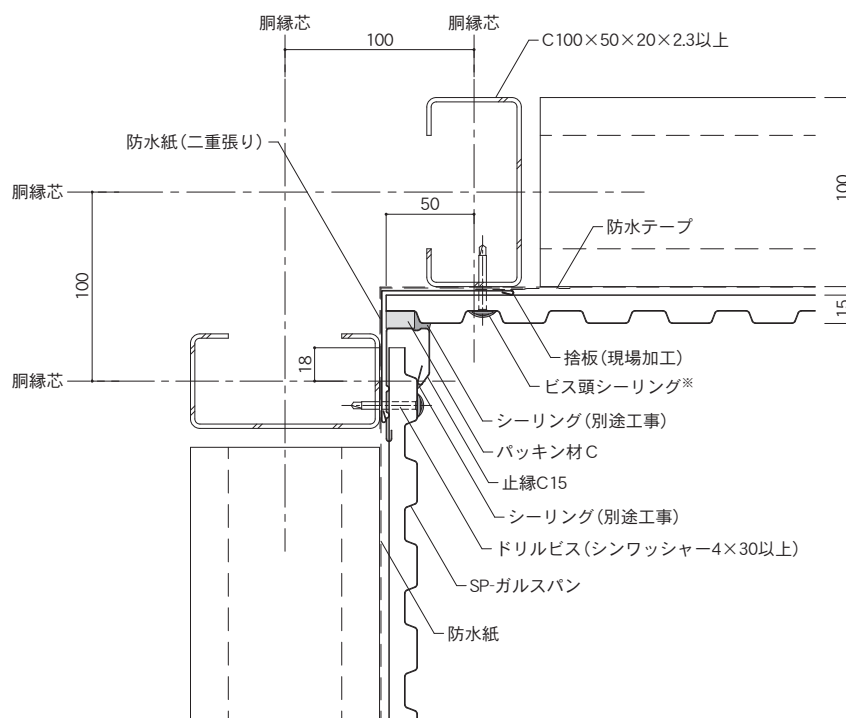 胴縁芯
胴縁芯
100
C100×50×20×2.3以上
防水紙（二重張り）
胴縁芯
50
100
防水テープ
100
15
18
捨板（現場加工）
胴縁芯
ビス頭シーリング※
シーリング（別途工事）
パッキン材C
止縁C15
シーリング（別途工事）
ドリルビス（シンワッシャー4×30以上）
SP-ガルスパン
防水紙